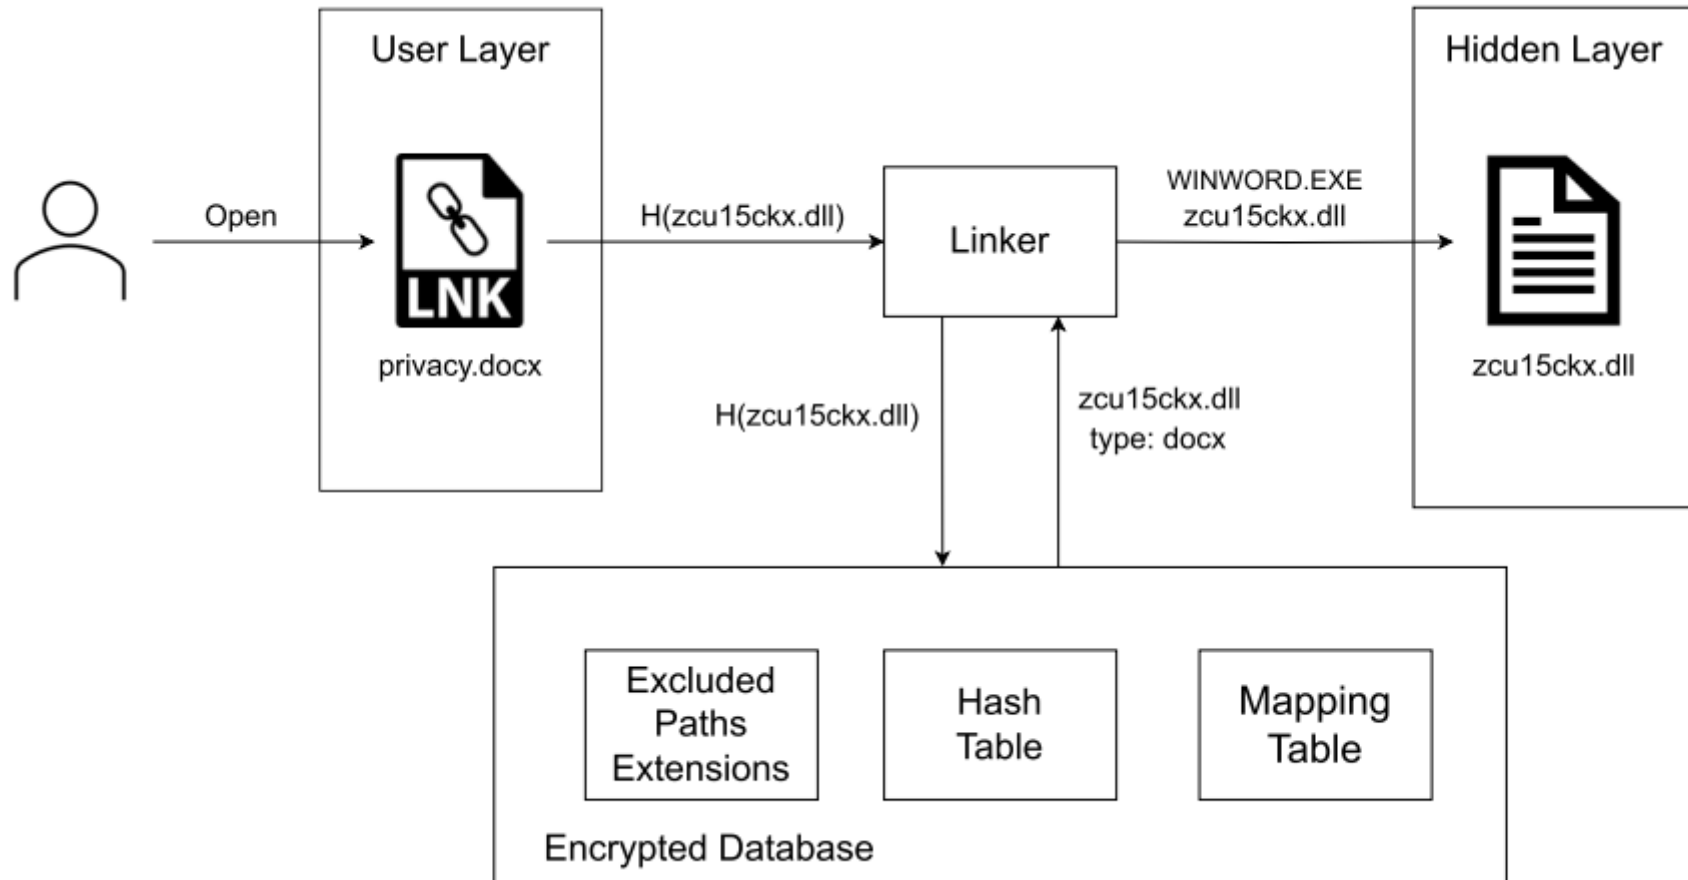 User Layer
Hidden Layer
Open
LNK
privacy.docx
H(zcu15ckx.dll)
Linker
WINWORD.EXE
zcu15ckx.dll
zcu15ckx.dll
H(zcu15ckx.dll)
zcu15ckx.dll
type: docx
Excluded
Paths
Extensions
Hash
Table
Mapping
Table
Encrypted Database